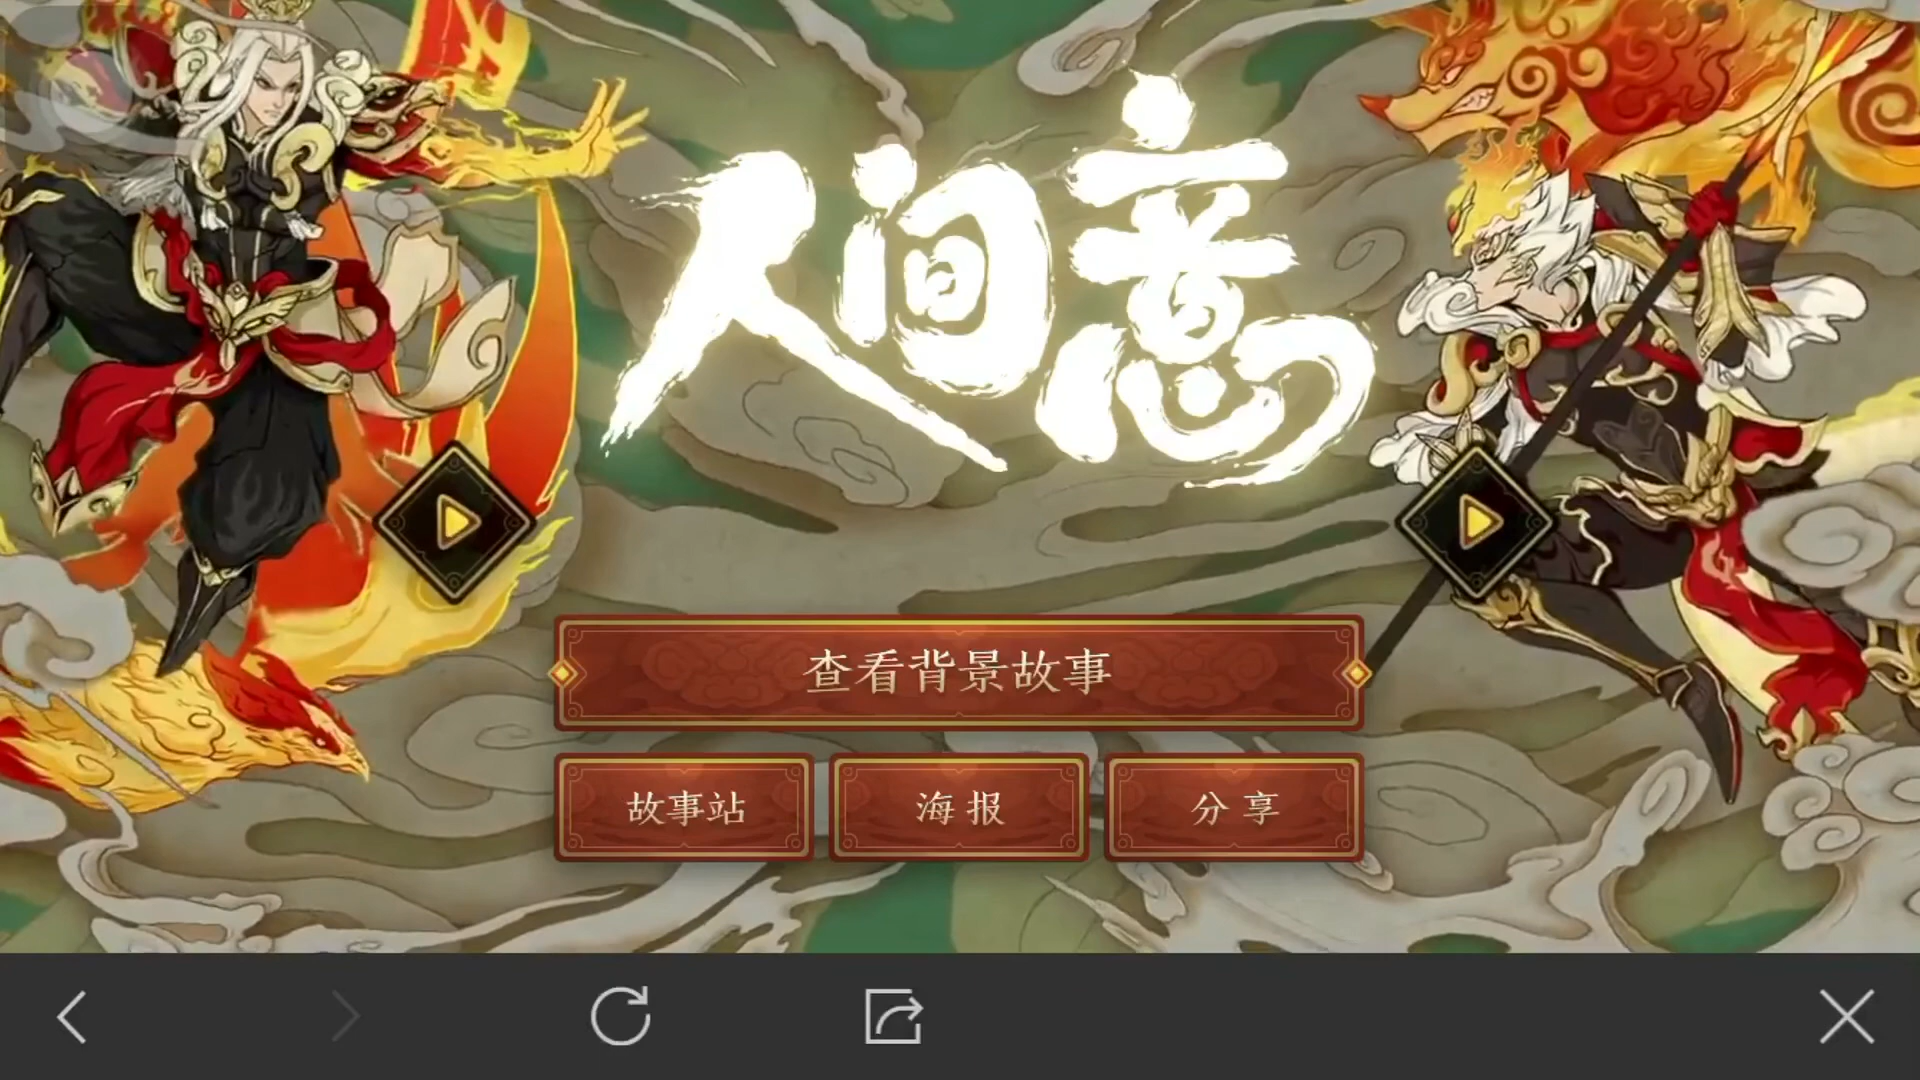 人间意
查看背景故事
故事站
海报
分享